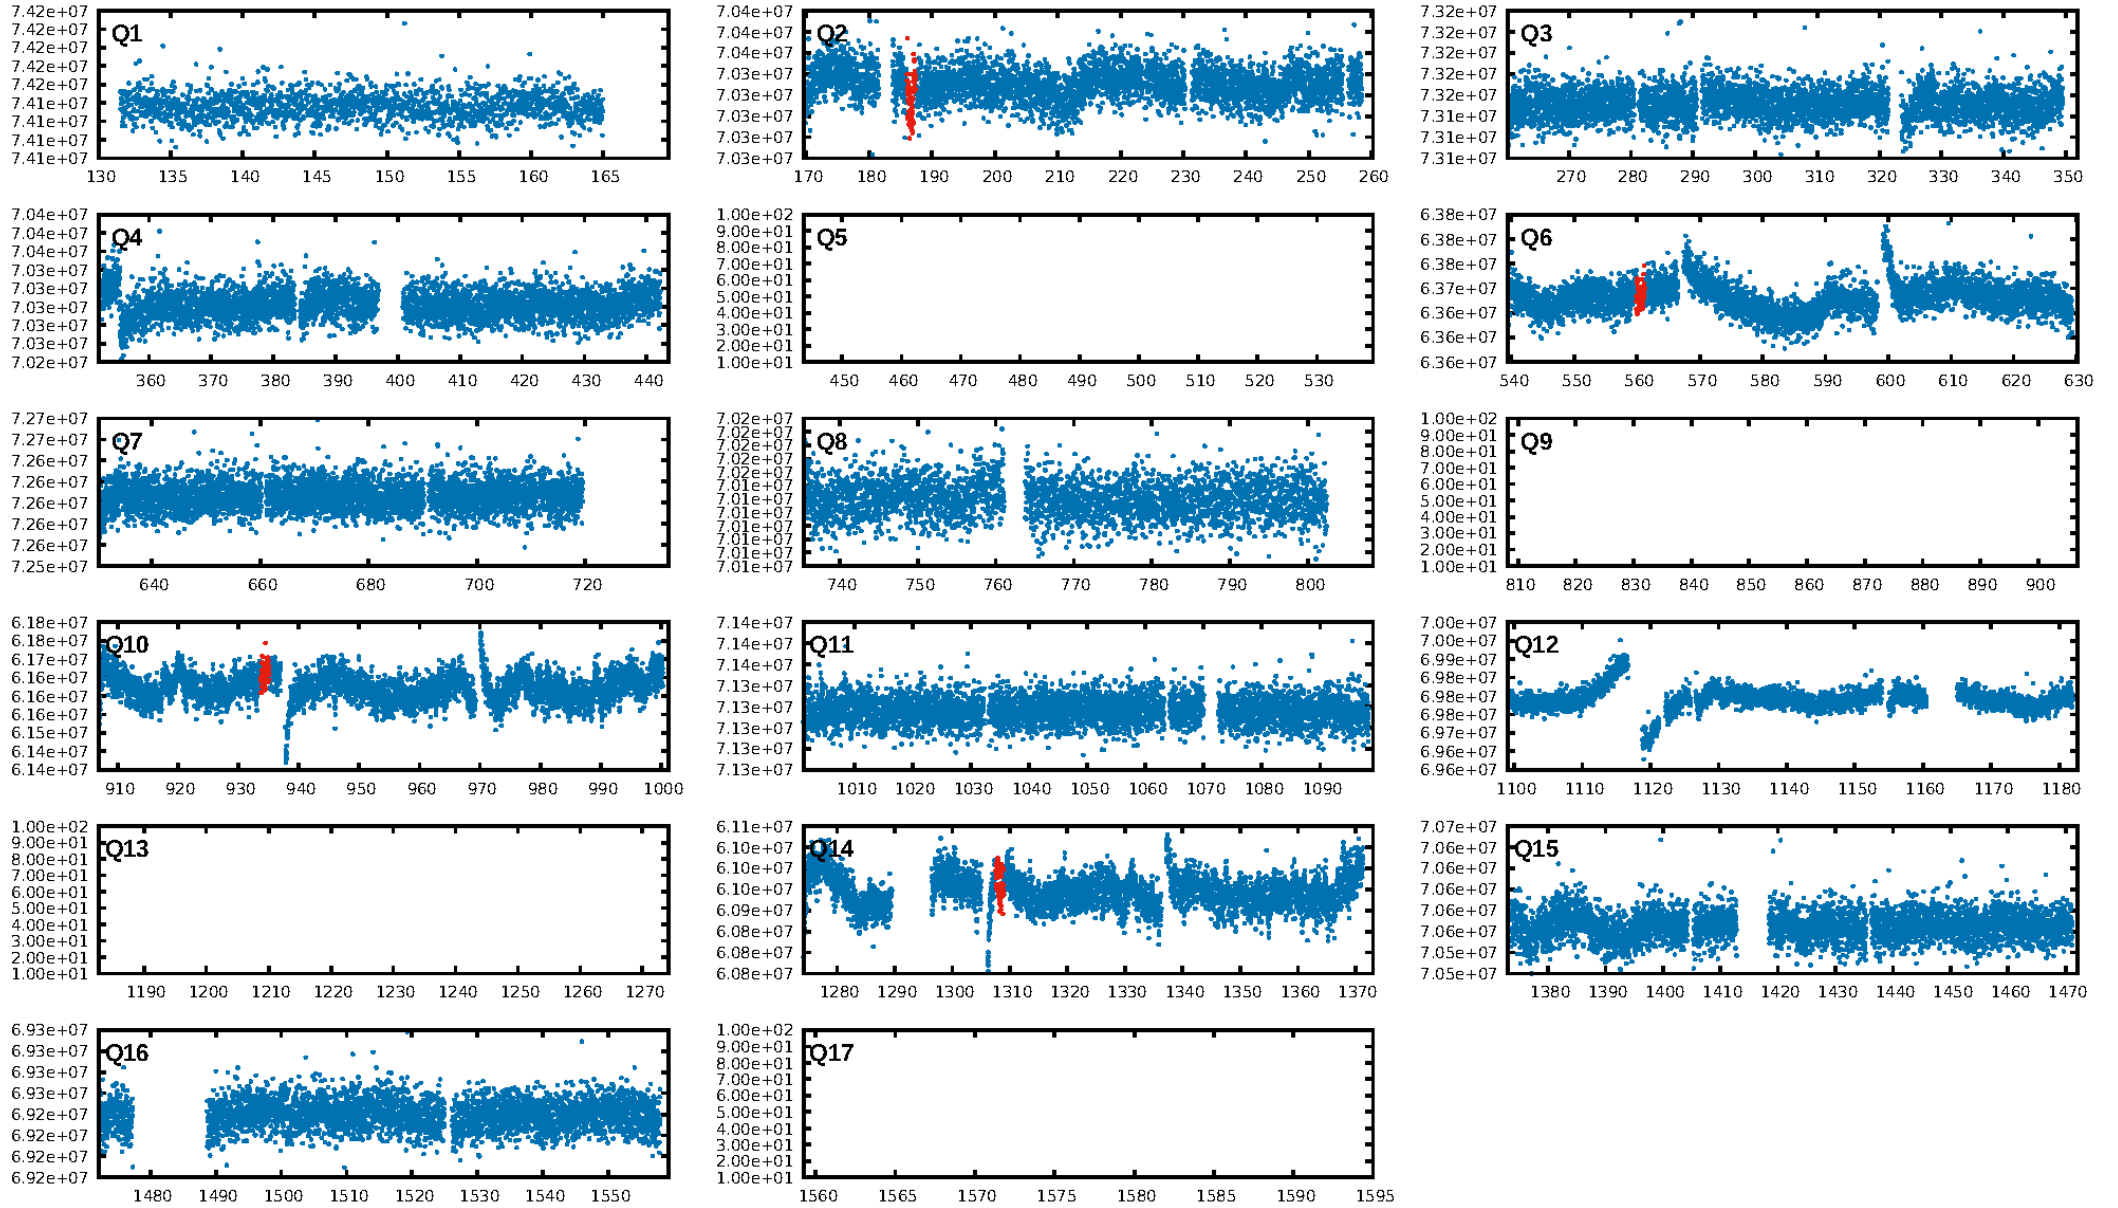 Q1
7.42e+07
7.42e+07
7.42e+07
7.42e+07
7.42e+07
7.41e+07
7.41e+07
7.41e+07
7.41e+07
130 135 140 145 150 155 160 165
Q2
7.04e+07
7.04e+07
7.04e+07
7.03e+07
7.03e+07
7.03e+07
7.03e+07
7.03e+07
170 180 190 200 210 220 230 240 250 260
Q3
7.32e+07
7.32e+07
7.32e+07
7.32e+07
7.32e+07
7.31e+07
7.31e+07
7.31e+07
270 280 290 300 310 320 330 340 350
Q4
7.04e+07
7.04e+07
7.04e+07
7.03e+07
7.03e+07
7.03e+07
7.03e+07
7.03e+07
7.02e+07
360 370 380 390 400 410 420 430 440
Q5
1.00e+02
9.00e+01
8.00e+01
7.00e+01
6.00e+01
5.00e+01
4.00e+01
3.00e+01
2.00e+01
1.00e+01
450 460 470 480 490 500 510 520 530
Q6
6.38e+07
6.38e+07
6.38e+07
6.37e+07
6.36e+07
6.36e+07
6.36e+07
540 550 560 570 580 590 600 610 620 630
Q7
7.27e+07
7.27e+07
7.26e+07
7.26e+07
7.26e+07
7.26e+07
7.26e+07
7.25e+07
640 660 680 700 720
Q8
7.02e+07
7.02e+07
7.02e+07
7.02e+07
7.02e+07
7.01e+07
7.01e+07
7.01e+07
7.01e+07
7.01e+07
7.01e+07
7.01e+07
740 750 760 770 780 790 800
Q9
1.00e+02
9.00e+01
8.00e+01
7.00e+01
6.00e+01
5.00e+01
4.00e+01
3.00e+01
2.00e+01
1.00e+01
810 820 830 840 850 860 870 880 890 900
Q10
6.18e+07
6.18e+07
6.17e+07
6.16e+07
6.16e+07
6.16e+07
6.15e+07
6.14e+07
6.14e+07
910 920 930 940 950 960 970 980 990 1000
Q11
7.14e+07
7.14e+07
7.14e+07
7.13e+07
7.13e+07
7.13e+07
7.13e+07
7.13e+07
1010 1020 1030 1040 1050 1060 1070 1080 1090
Q12
7.00e+07
7.00e+07
6.99e+07
6.98e+07
6.98e+07
6.98e+07
6.97e+07
6.96e+07
6.96e+07
1100 1110 1120 1130 1140 1150 1160 1170 1180
Q13
1.00e+02
9.00e+01
8.00e+01
7.00e+01
6.00e+01
5.00e+01
4.00e+01
3.00e+01
2.00e+01
1.00e+01
1190 1200 1210 1220 1230 1240 1250 1260 1270
Q14
6.11e+07
6.10e+07
6.10e+07
6.10e+07
6.09e+07
6.08e+07
6.08e+07
6.08e+07
1280 1290 1300 1310 1320 1330 1340 1350 1360 1370
Q15
7.07e+07
7.06e+07
7.06e+07
7.06e+07
7.06e+07
7.06e+07
7.05e+07
7.05e+07
1380 1390 1400 1410 1420 1430 1440 1450 1460 1470
Q16
6.93e+07
6.93e+07
6.93e+07
6.93e+07
6.92e+07
6.92e+07
6.92e+07
6.92e+07
1480 1490 1500 1510 1520 1530 1540 1550
Q17
1.00e+02
9.00e+01
8.00e+01
7.00e+01
6.00e+01
5.00e+01
4.00e+01
3.00e+01
2.00e+01
1.00e+01
1560 1565 1570 1575 1580 1585 1590 1595